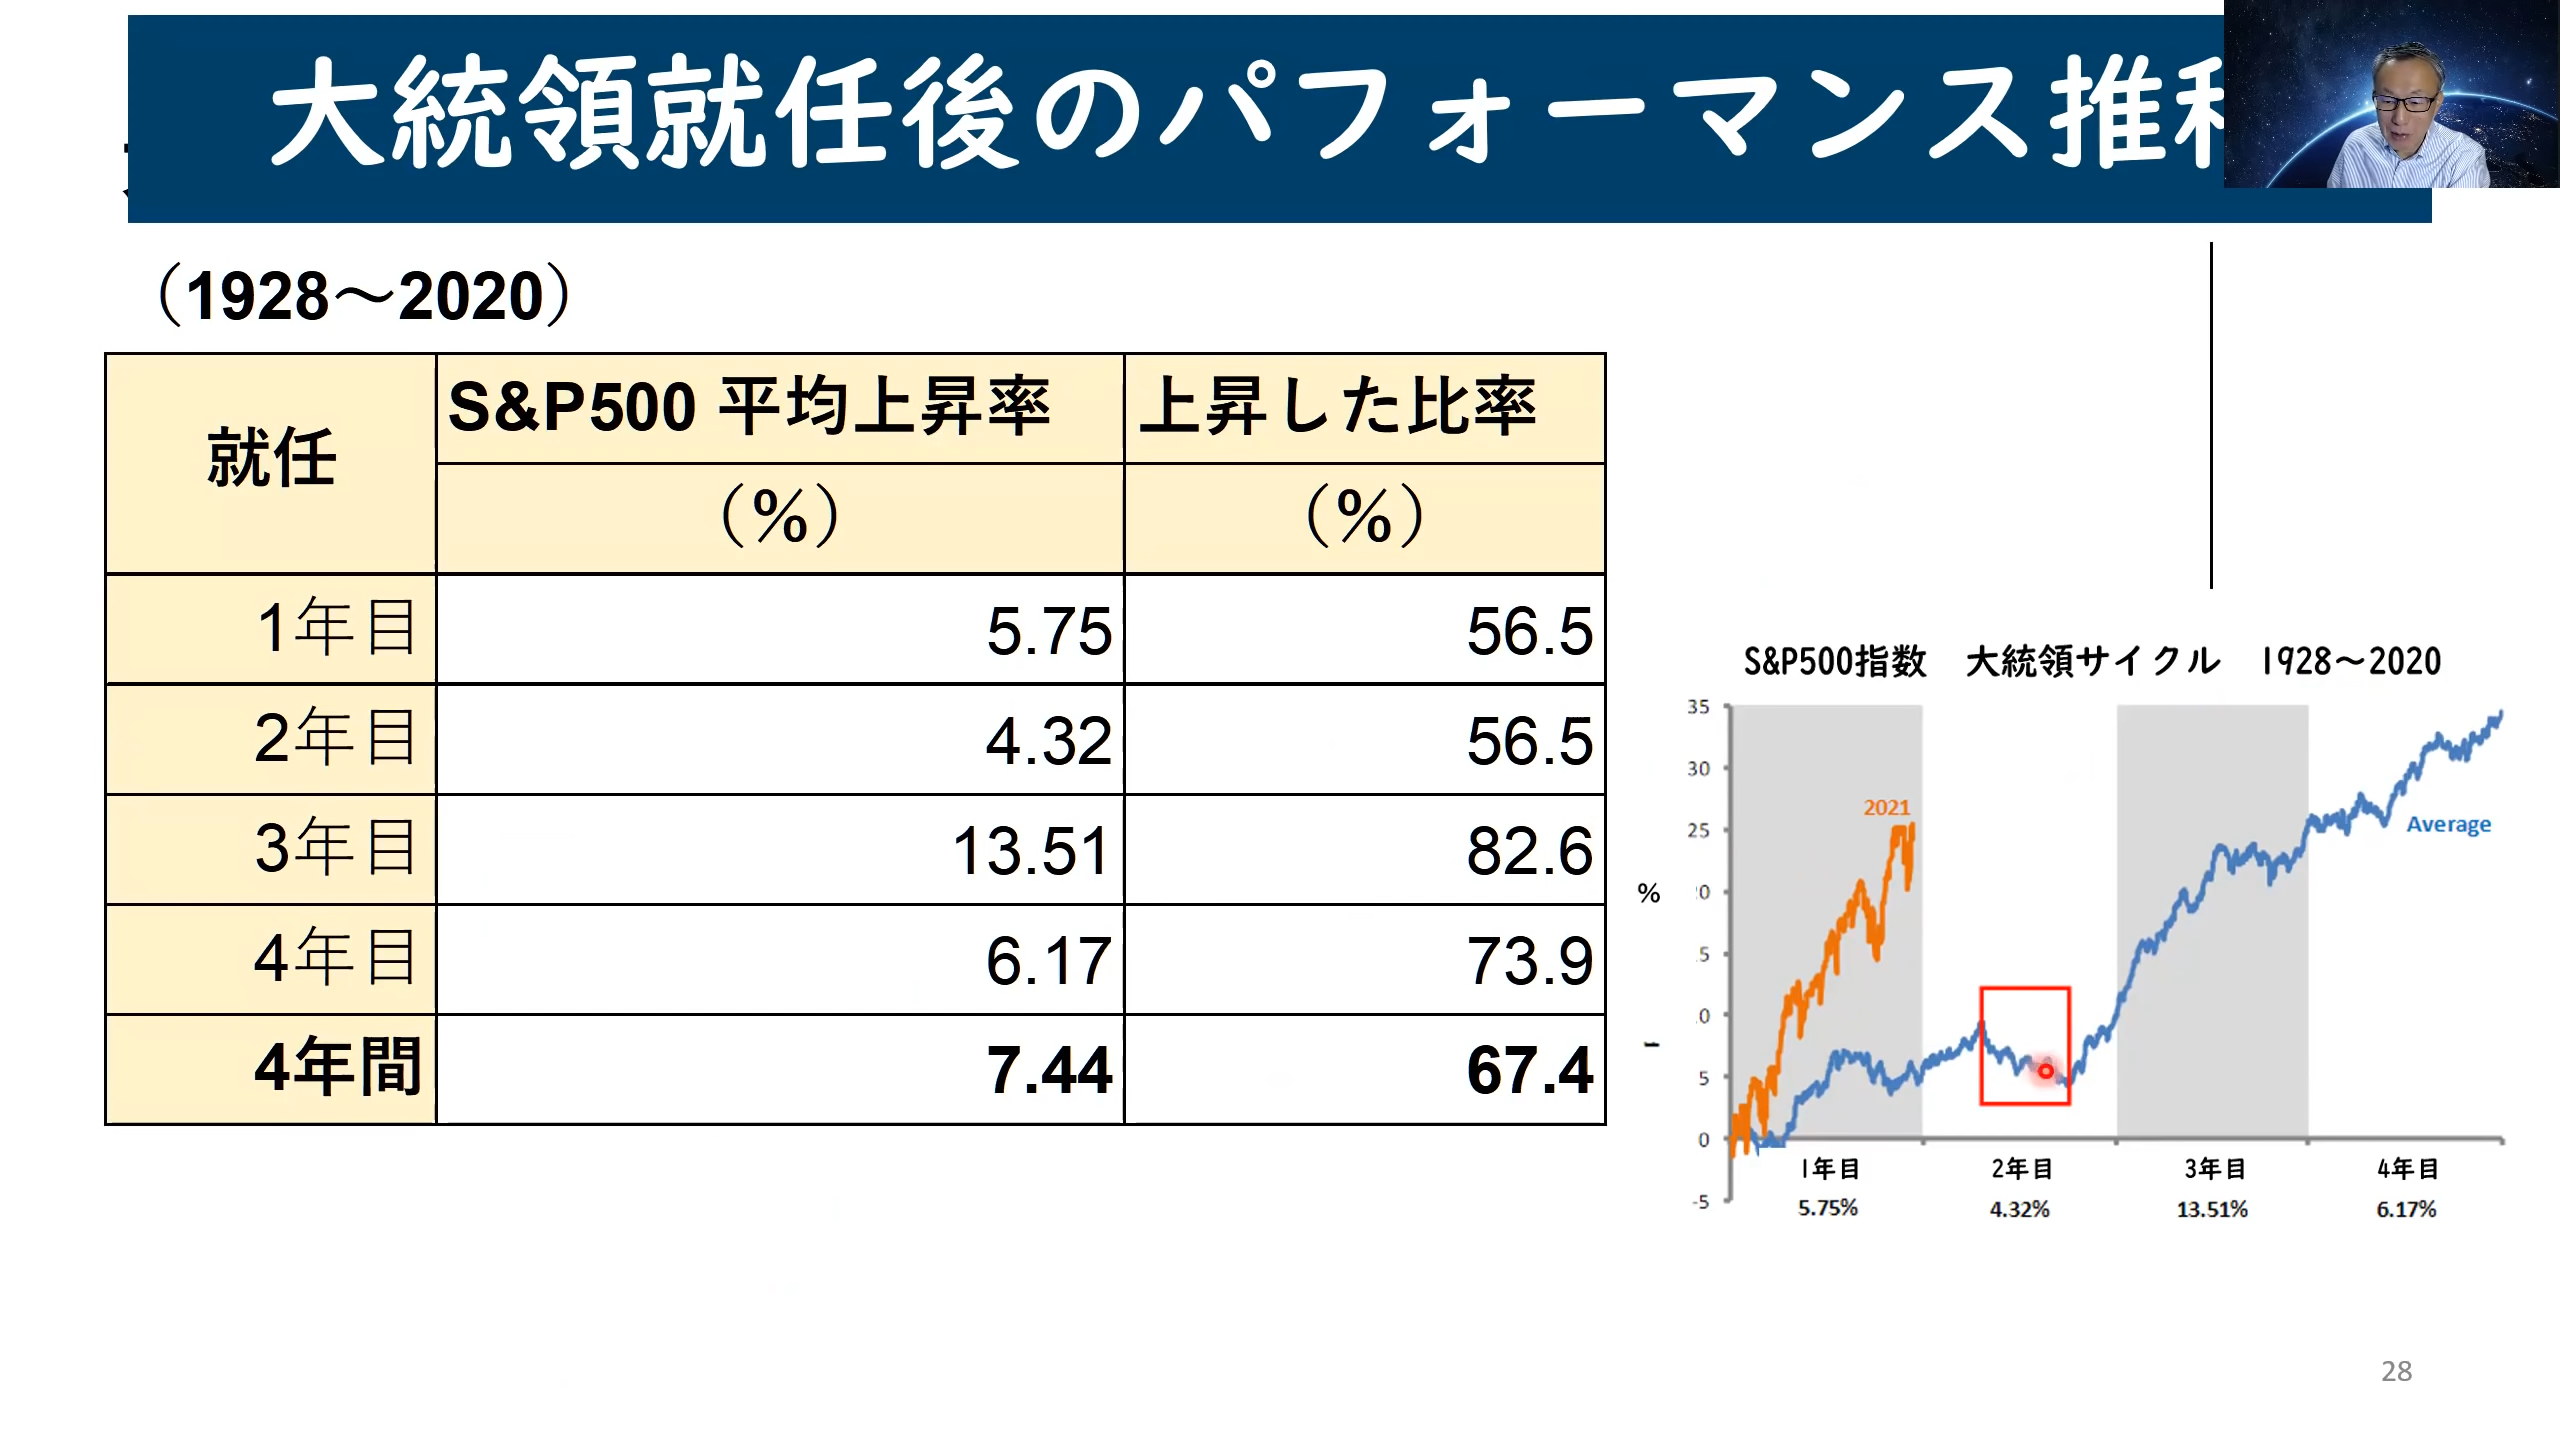 大統領就任後のパフォーマンス推移
（1928～2020）
就任 S&P500 平均上昇率 上昇した比率
（%） （%）
1年目 5.75 56.5
2年目 4.32 56.5
3年目 13.51 82.6
4年目 6.17 73.9
4年間 7.44 67.4
S&P500指数 大統領サイクル 1928～2020
35
30
2021
25
Average
%
0
5
0
5
0
-5
1年目 2年目 3年目 4年目
5.75% 4.32% 13.51% 6.17%
28